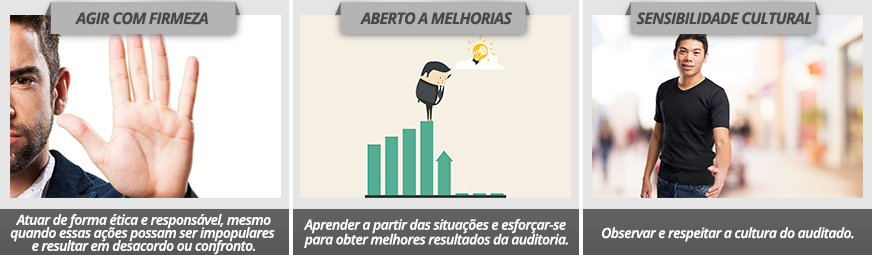 AGIR COM FIRMEZA
Atuar de forma ética e responsável, mesmo
quando essas ações possam ser impopulares
e resultar em desacordo ou confronto.
ABERTO A MELHORIAS
Aprender a partir das situações e esforçar-se
para obter melhores resultados da auditoria.
SENSIBILIDADE CULTURAL
Observar e respeitar a cultura do auditado.